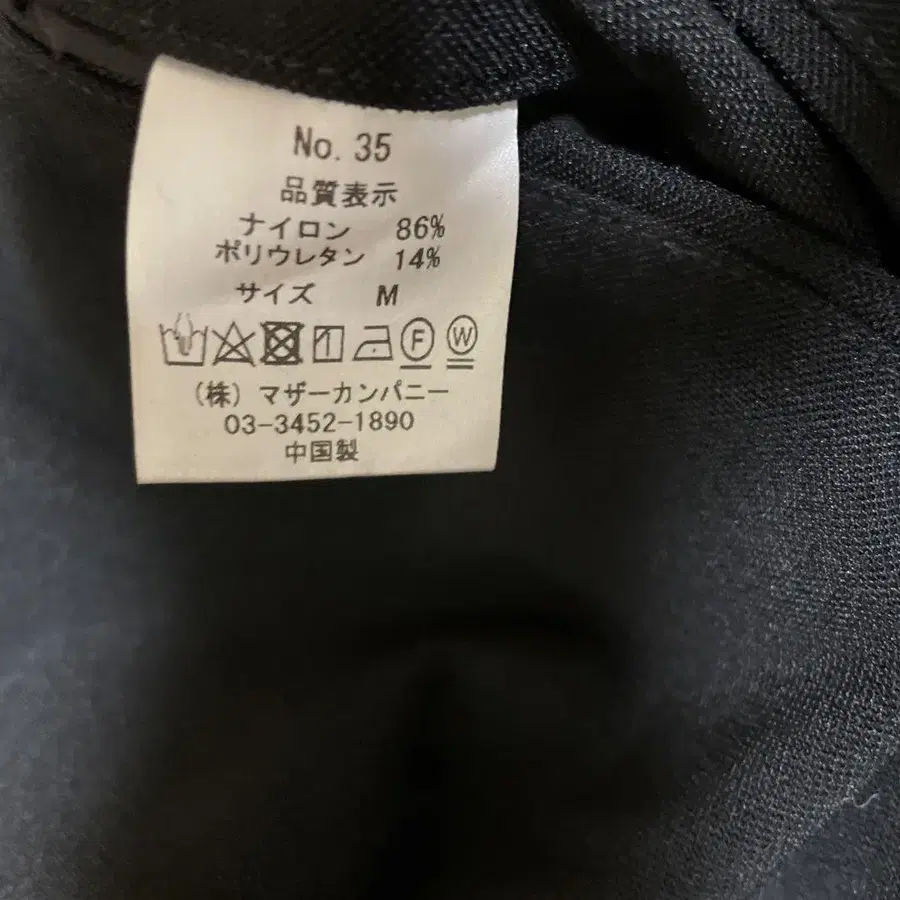 No. 35
品質表示
ナイロン 86%
ポリウレタン 14%
サイズ M
F W
(株) マザーカンパニー
03-3452-1890
中国製